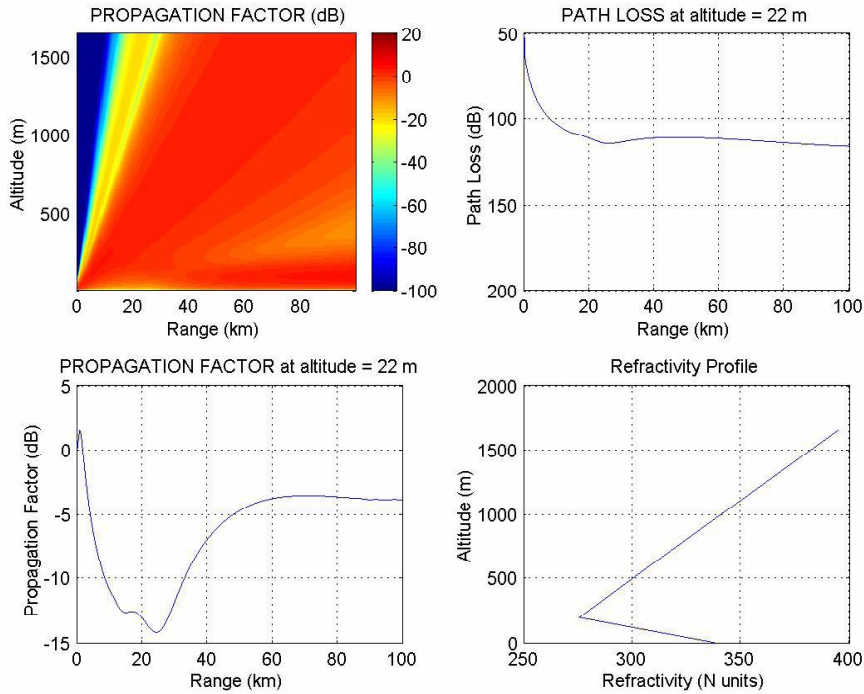 PROPAGATION FACTOR (dB)
1500
1000
500
Altitude (m)
0 20 40 60 80
Range (km)
20
0
-20
-40
-60
-80
-100
PATH LOSS at altitude = 22 m
50
100
150
200
Path Loss (dB)
0 20 40 60 80 100
Range (km)
PROPAGATION FACTOR at altitude = 22 m
5
0
-5
-10
-15
Propagation Factor (dB)
0 20 40 60 80 100
Range (km)
Refractivity Profile
2000
1500
1000
500
0
Altitude (m)
250 300 350 400
Refractivity (N units)